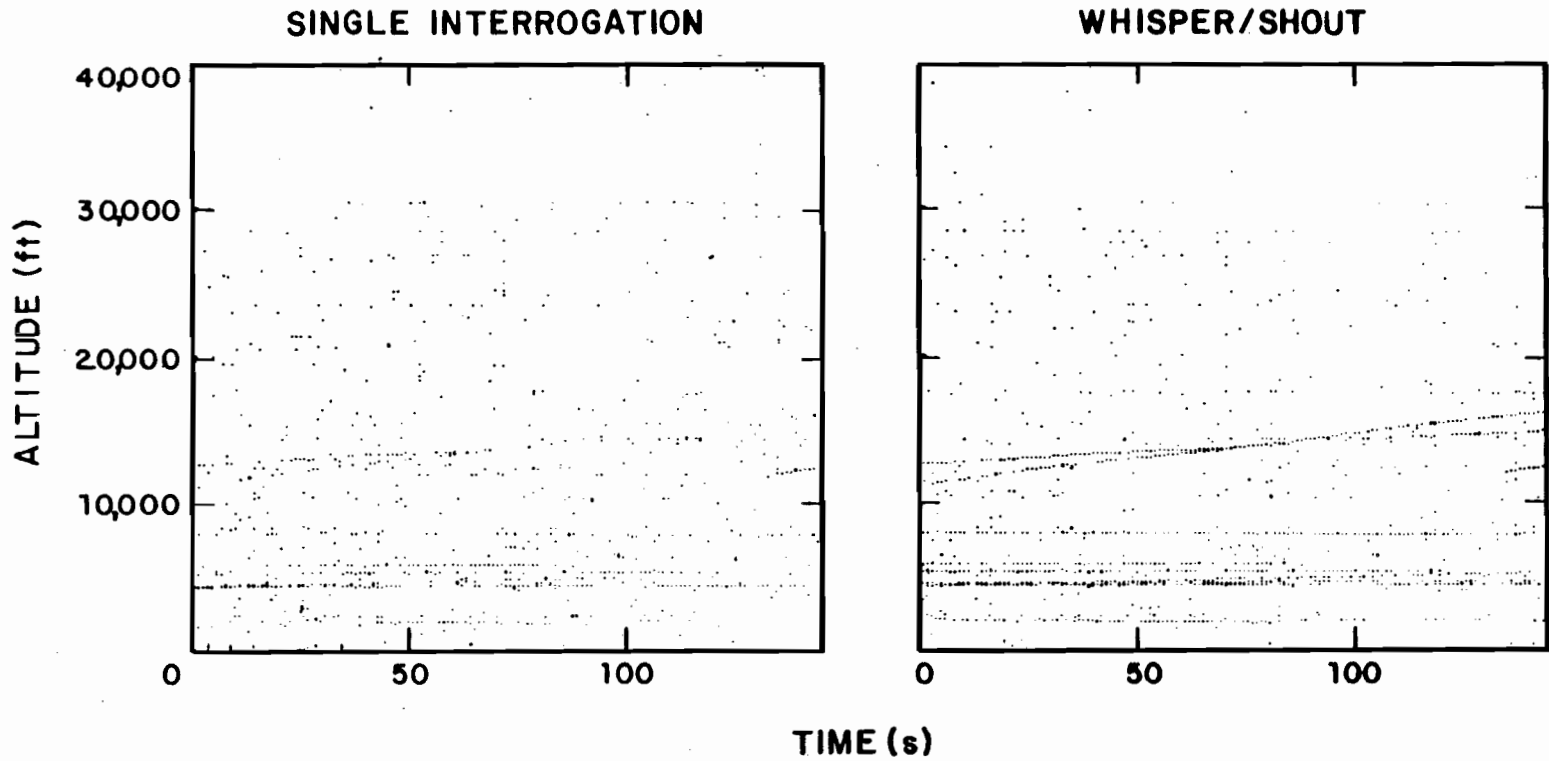 SINGLE INTERROGATION
WHISPER/SHOUT
ALTITUDE (ft)
40,000
30,000
20,000
10,000
0
50
100
0
50
100
TIME (s)